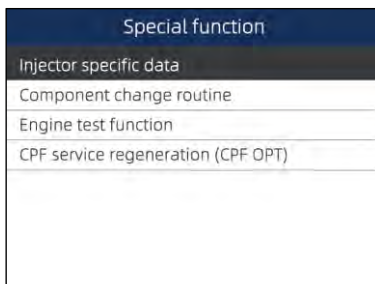 Special function
Injector specific data
Component change routine
Engine test function
CPF service regeneration (CPF OPT)